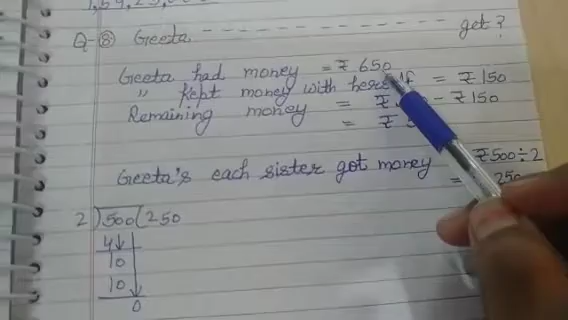 Q-⑧ Geeta - - - - - - - - - - - - - - - get?
Geeta had money = ₹ 650
〃 kept money with herself = ₹ 150
Remaining money = ₹ - ₹ 150
= ₹
Geeta's each sister got money ₹500÷2
= 250
2)500(250
4
10
10
0